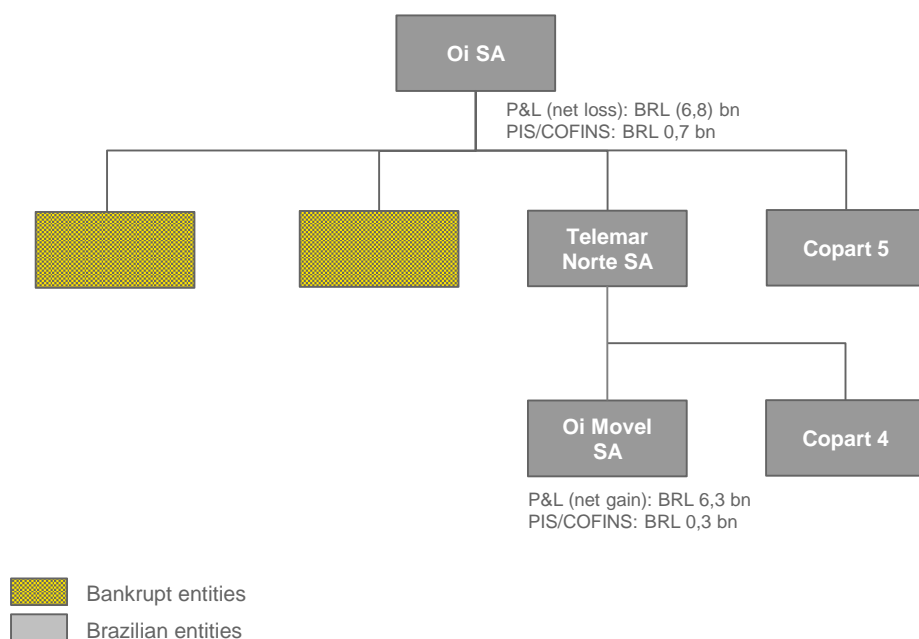 Oi SA
P&L (net loss): BRL (6,8) bn
PIS/COFINS: BRL 0,7 bn
Telemar
Norte SA
Copart 5
Oi Movel
SA
Copart 4
P&L (net gain): BRL 6,3 bn
PIS/COFINS: BRL 0,3 bn
Bankrupt entities
Brazilian entities